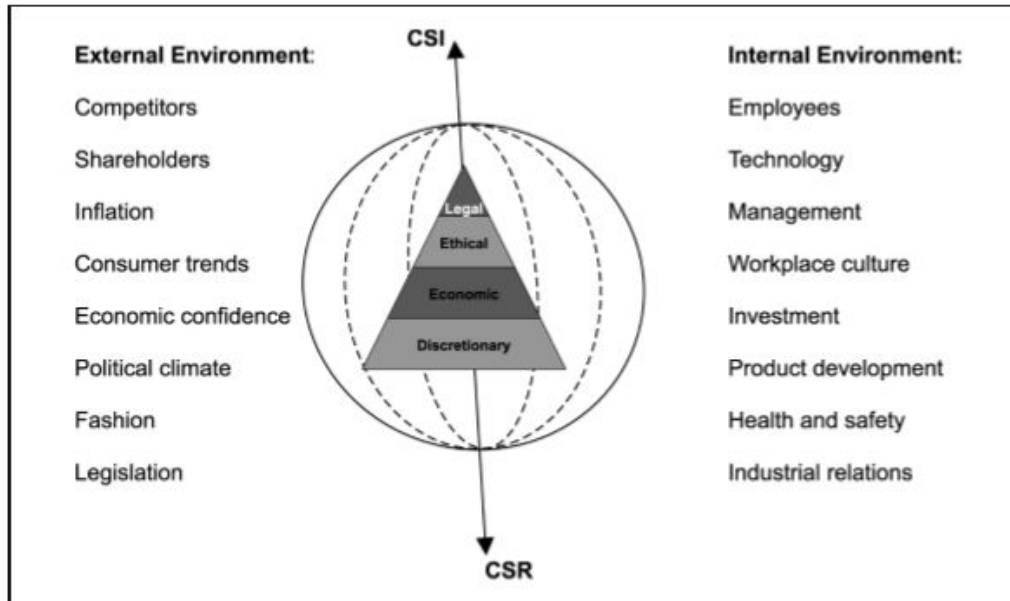 CSI
External Environment:
Competitors
Shareholders
Inflation
Consumer trends
Economic confidence
Political climate
Fashion
Legislation
Legal
Ethical
Economic
Discretionary
Internal Environment:
Employees
Technology
Management
Workplace culture
Investment
Product development
Health and safety
Industrial relations
CSR